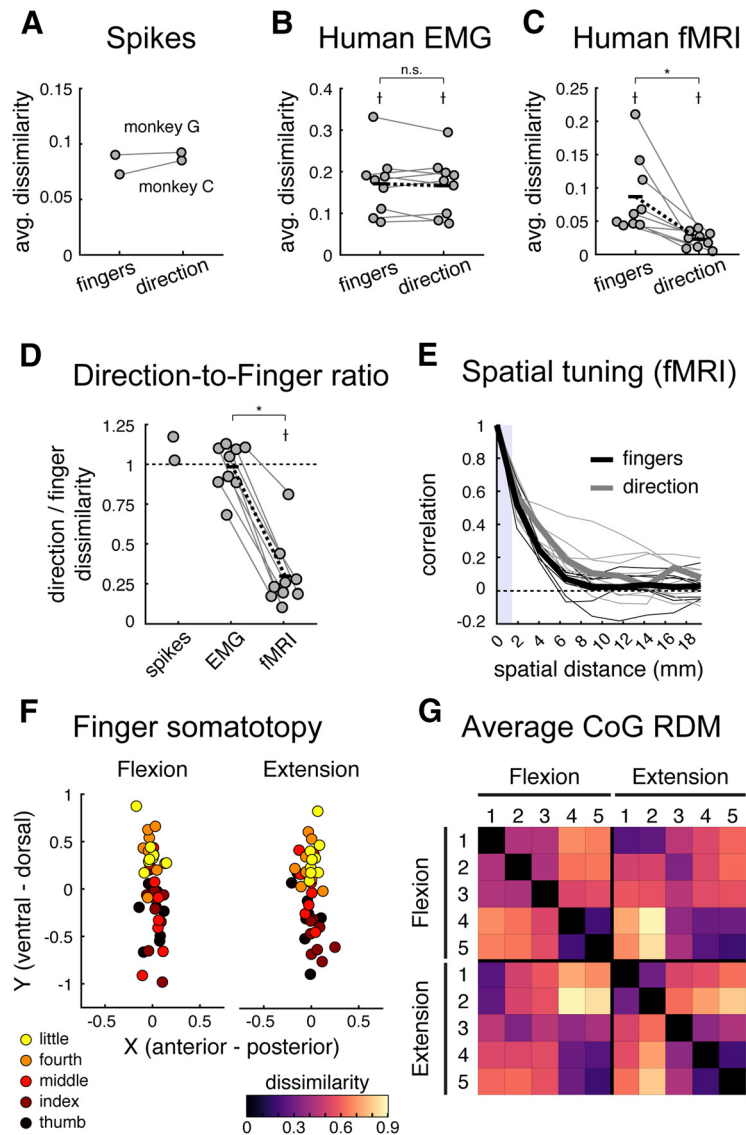 A Spikes
avg. dissimilarity
0.15
0.1
0.05
0
monkey G
monkey C
fingers direction
B Human EMG
avg. dissimilarity
0.4
0.3
0.2
0.1
0
n.s.
† †
fingers direction
C Human fMRI
avg. dissimilarity
0.25
0.2
0.1
0.05
0
*
† †
fingers direction
D Direction-to-Finger ratio
direction / finger
dissimilarity
1.25
1
0.75
0.5
0.25
0
*
†
spikes EMG fMRI
E Spatial tuning (fMRI)
correlation
1
0.8
0.6
0.4
0.2
0
-0.2
fingers
direction
0 2 4 6 8 10 12 14 16 18
spatial distance (mm)
F Finger somatotopy
Flexion Extension
Y (ventral - dorsal)
1
0.5
0
-0.5
-1
-0.5 0 0.5 -0.5 0 0.5
X (anterior - posterior)
little
fourth
middle
index
thumb
dissimilarity
0 0.3 0.6 0.9
G Average CoG RDM
Flexion Extension
1 2 3 4 5 1 2 3 4 5
Flexion
1
2
3
4
5
Extension
1
2
3
4
5